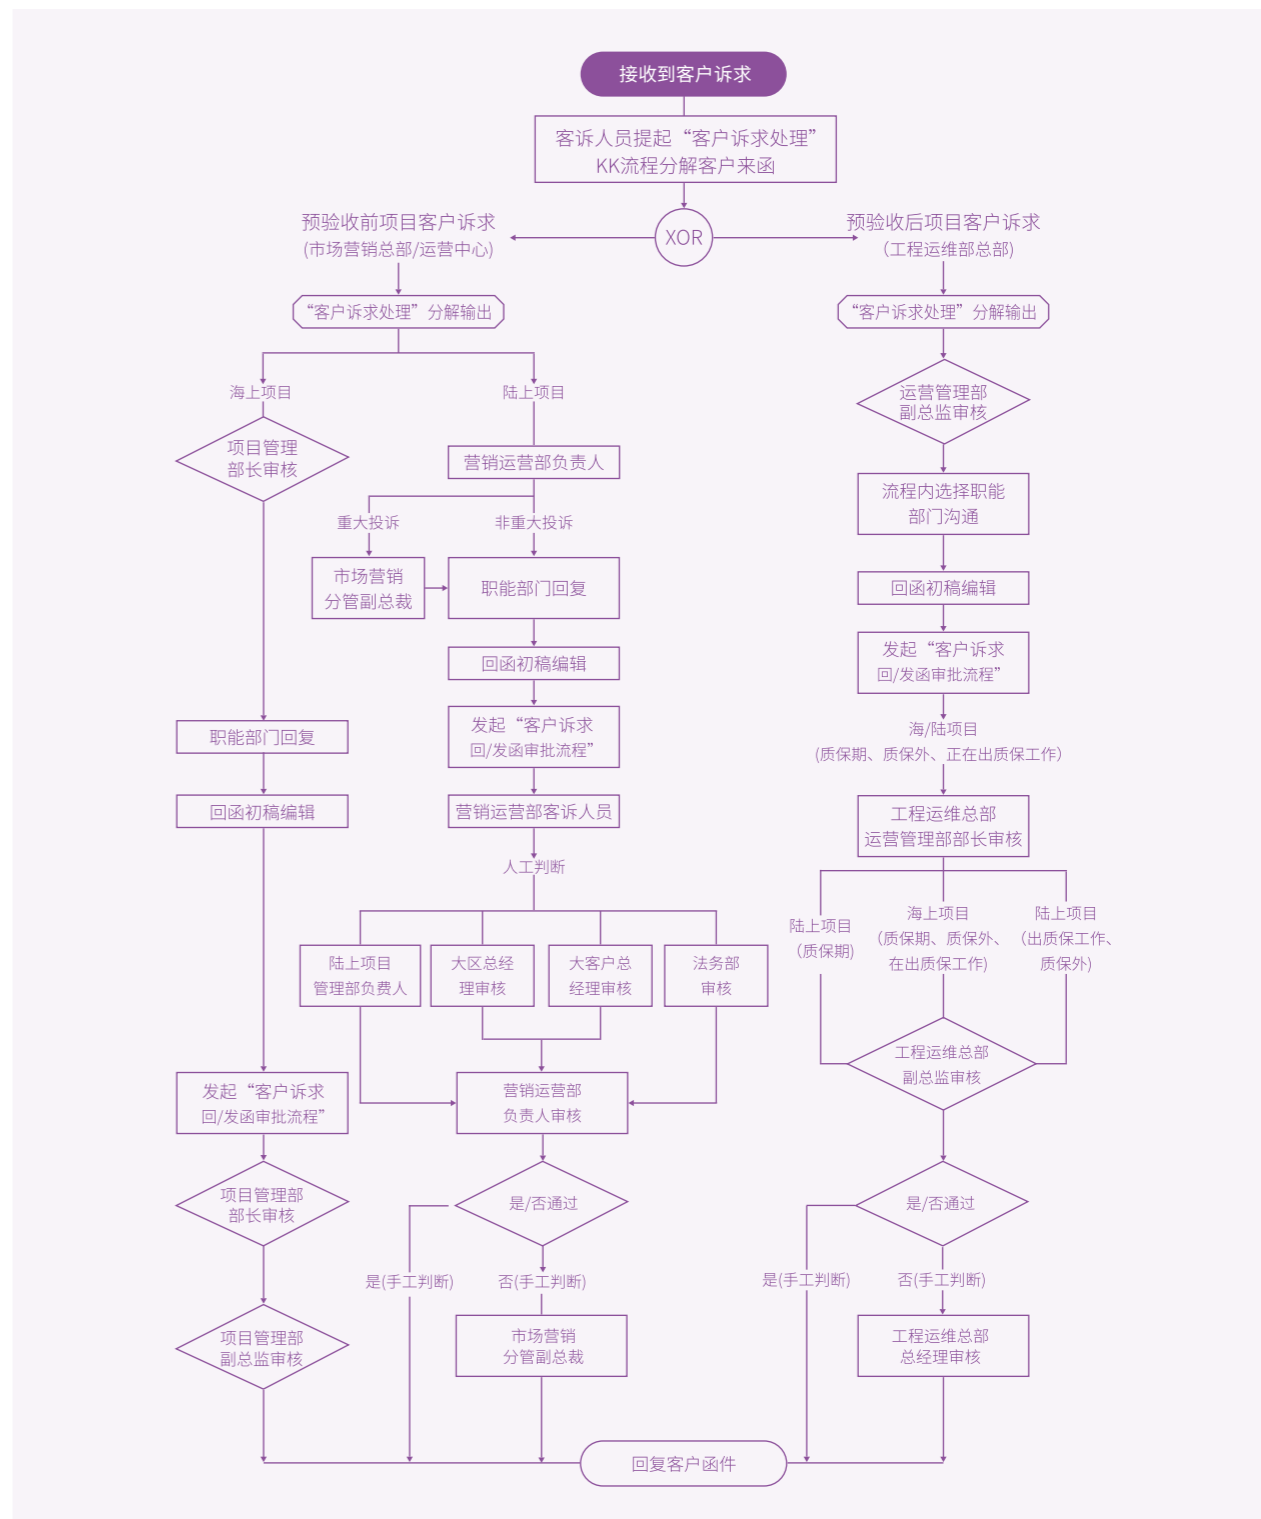 接收到客户诉求
客诉人员提起“客户诉求处理”
KK流程分解客户来函
XOR
预验收前项目客户诉求
(市场营销总部/运营中心)
“客户诉求处理”分解输出
海上项目
项目管理
部长审核
职能部门回复
回函初稿编辑
发起“客户诉求
回/发函审批流程”
项目管理部
部长审核
项目管理部
副总监审核
陆上项目
营销运营部负责人
重大投诉
非重大投诉
市场营销
分管副总裁
职能部门回复
回函初稿编辑
发起“客户诉求
回/发函审批流程”
营销运营部客诉人员
人工判断
陆上项目
管理部负费人
大区总经
理审核
大客户总
经理审核
法务部
审核
营销运营部
负责人审核
是/否通过
是(手工判断)
否(手工判断)
市场营销
分管副总裁
预验收后项目客户诉求
（工程运维部总部)
“客户诉求处理”分解输出
运营管理部
副总监审核
流程内选择职能
部门沟通
回函初稿编辑
发起“客户诉求
回/发函审批流程”
海/陆项目
(质保期、质保外、正在出质保工作）
工程运维总部
运营管理部部长审核
陆上项目
（质保期)
海上项目
（质保期、质保外、
在出质保工作)
陆上项目
（出质保工作、
质保外)
工程运维总部
副总监审核
是/否通过
是(手工判断)
否(手工判断)
工程运维总部
总经理审核
回复客户函件